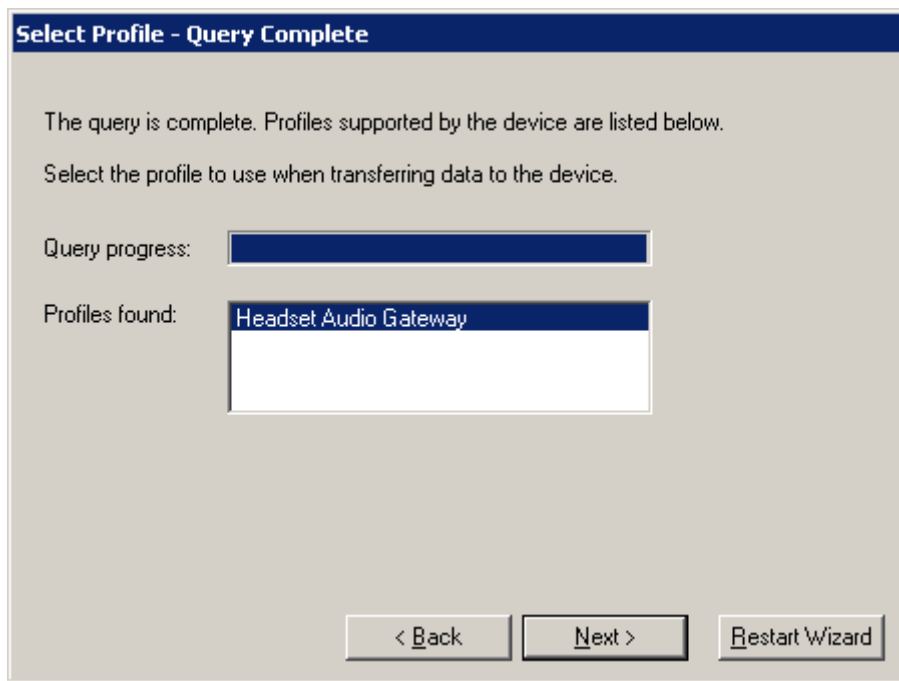 Select Profile - Query Complete
The query is complete. Profiles supported by the device are listed below.
Select the profile to use when transferring data to the device.
Query progress:
Profiles found:
Headset Audio Gateway
< Back
Next >
Restart Wizard